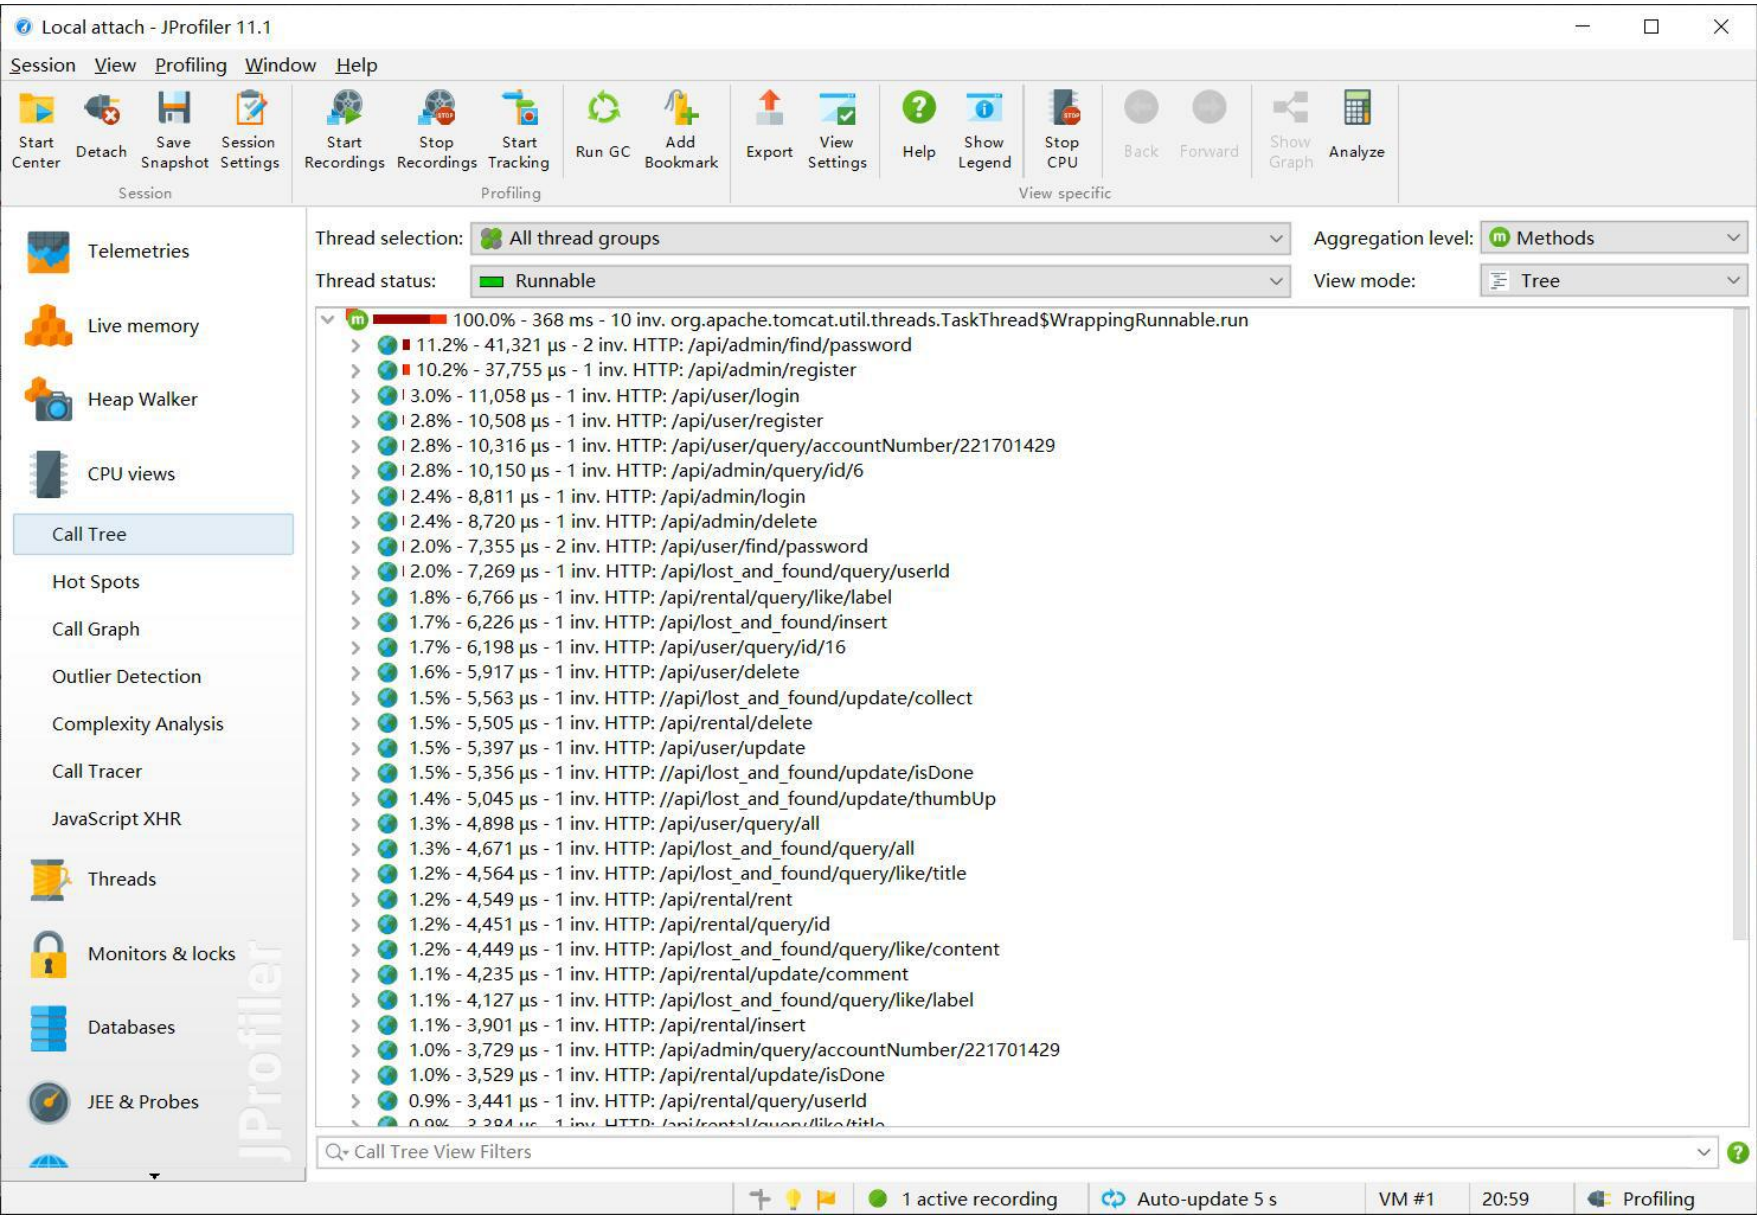 Local attach - JProfiler 11.1
Session View Profiling Window Help
Start Center
Detach
Save Snapshot
Session Settings
Start Recordings
Stop Recordings
Start Tracking
Run GC
Add Bookmark
Export
View Settings
Help
Show Legend
Stop CPU
Back
Forward
Show Graph
Analyze
Session
Profiling
View specific
Telemetries
Live memory
Heap Walker
CPU views
Call Tree
Hot Spots
Call Graph
Outlier Detection
Complexity Analysis
Call Tracer
JavaScript XHR
Threads
Monitors & locks
Databases
JEE & Probes
JProfiler
Thread selection: All thread groups
Aggregation level: Methods
Thread status: Runnable
View mode: Tree
100.0% - 368 ms - 10 inv. org.apache.tomcat.util.threads.TaskThread$WrappingRunnable.run
11.2% - 41,321 µs - 2 inv. HTTP: /api/admin/find/password
10.2% - 37,755 µs - 1 inv. HTTP: /api/admin/register
3.0% - 11,058 µs - 1 inv. HTTP: /api/user/login
2.8% - 10,508 µs - 1 inv. HTTP: /api/user/register
2.8% - 10,316 µs - 1 inv. HTTP: /api/user/query/accountNumber/221701429
2.8% - 10,150 µs - 1 inv. HTTP: /api/admin/query/id/6
2.4% - 8,811 µs - 1 inv. HTTP: /api/admin/login
2.4% - 8,720 µs - 1 inv. HTTP: /api/admin/delete
2.0% - 7,355 µs - 2 inv. HTTP: /api/user/find/password
2.0% - 7,269 µs - 1 inv. HTTP: /api/lost_and_found/query/userId
1.8% - 6,766 µs - 1 inv. HTTP: /api/rental/query/like/label
1.7% - 6,226 µs - 1 inv. HTTP: /api/lost_and_found/insert
1.7% - 6,198 µs - 1 inv. HTTP: /api/user/query/id/16
1.6% - 5,917 µs - 1 inv. HTTP: /api/user/delete
1.5% - 5,563 µs - 1 inv. HTTP: //api/lost_and_found/update/collect
1.5% - 5,505 µs - 1 inv. HTTP: /api/rental/delete
1.5% - 5,397 µs - 1 inv. HTTP: /api/user/update
1.5% - 5,356 µs - 1 inv. HTTP: //api/lost_and_found/update/isDone
1.4% - 5,045 µs - 1 inv. HTTP: //api/lost_and_found/update/thumbUp
1.3% - 4,898 µs - 1 inv. HTTP: /api/user/query/all
1.3% - 4,671 µs - 1 inv. HTTP: /api/lost_and_found/query/all
1.2% - 4,564 µs - 1 inv. HTTP: /api/lost_and_found/query/like/title
1.2% - 4,549 µs - 1 inv. HTTP: /api/rental/rent
1.2% - 4,451 µs - 1 inv. HTTP: /api/rental/query/id
1.2% - 4,449 µs - 1 inv. HTTP: /api/lost_and_found/query/like/content
1.1% - 4,235 µs - 1 inv. HTTP: /api/rental/update/comment
1.1% - 4,127 µs - 1 inv. HTTP: /api/lost_and_found/query/like/label
1.1% - 3,901 µs - 1 inv. HTTP: /api/rental/insert
1.0% - 3,729 µs - 1 inv. HTTP: /api/admin/query/accountNumber/221701429
1.0% - 3,529 µs - 1 inv. HTTP: /api/rental/update/isDone
0.9% - 3,441 µs - 1 inv. HTTP: /api/rental/query/userId
0.9% - 3,384 µs - 1 inv. HTTP: /api/rental/query/like/title
Call Tree View Filters
1 active recording
Auto-update 5 s
VM #1
20:59
Profiling